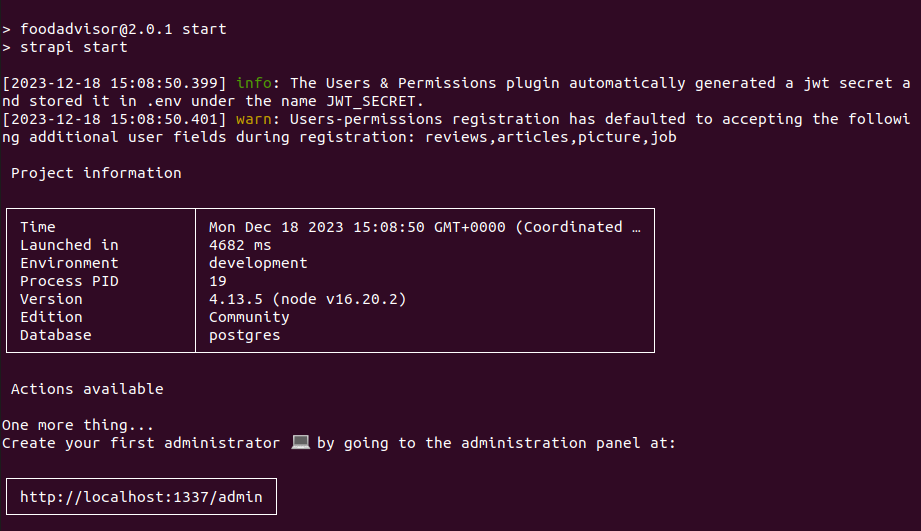 > foodadvisor@2.0.1 start
> strapi start
[2023-12-18 15:08:50.399] info: The Users & Permissions plugin automatically generated a jwt secret a
nd stored it in .env under the name JWT_SECRET.
[2023-12-18 15:08:50.401] warn: Users-permissions registration has defaulted to accepting the followi
ng additional user fields during registration: reviews,articles,picture,job
Project information
Time Mon Dec 18 2023 15:08:50 GMT+0000 (Coordinated …
Launched in 4682 ms
Environment development
Process PID 19
Version 4.13.5 (node v16.20.2)
Edition Community
Database postgres
Actions available
One more thing...
Create your first administrator 💻 by going to the administration panel at:
http://localhost:1337/admin